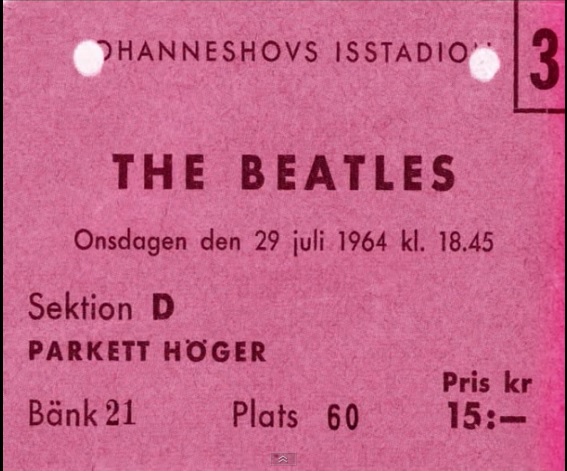 OHANNESHOVS ISSTADIO
3
THE BEATLES
Onsdagen den 29 juli 1964 kl. 18.45
Sektion D
PARKETT HÖGER
Pris kr
Bänk 21 Plats 60 15:—